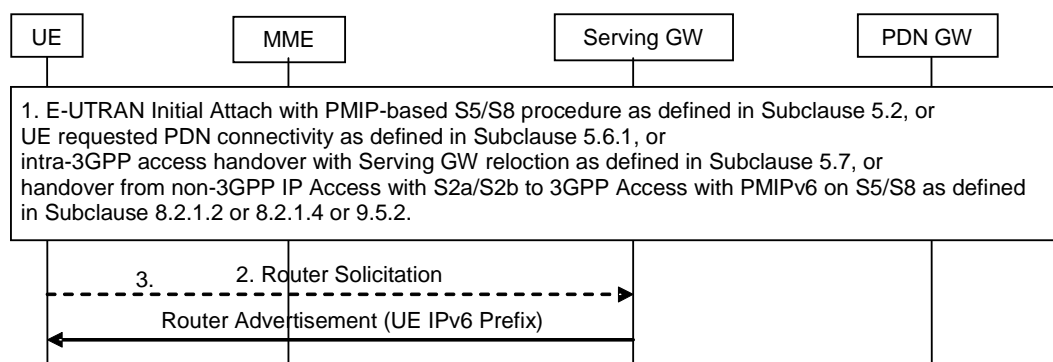 UE
MME
Serving GW
PDN GW
1. E-UTRAN Initial Attach with PMIP-based S5/S8 procedure as defined in Subclause 5.2, or
UE requested PDN connectivity as defined in Subclause 5.6.1, or
intra-3GPP access handover with Serving GW reloction as defined in Subclause 5.7, or
handover from non-3GPP IP Access with S2a/S2b to 3GPP Access with PMIPv6 on S5/S8 as defined
in Subclause 8.2.1.2 or 8.2.1.4 or 9.5.2.
3.
2. Router Solicitation
Router Advertisement (UE IPv6 Prefix)